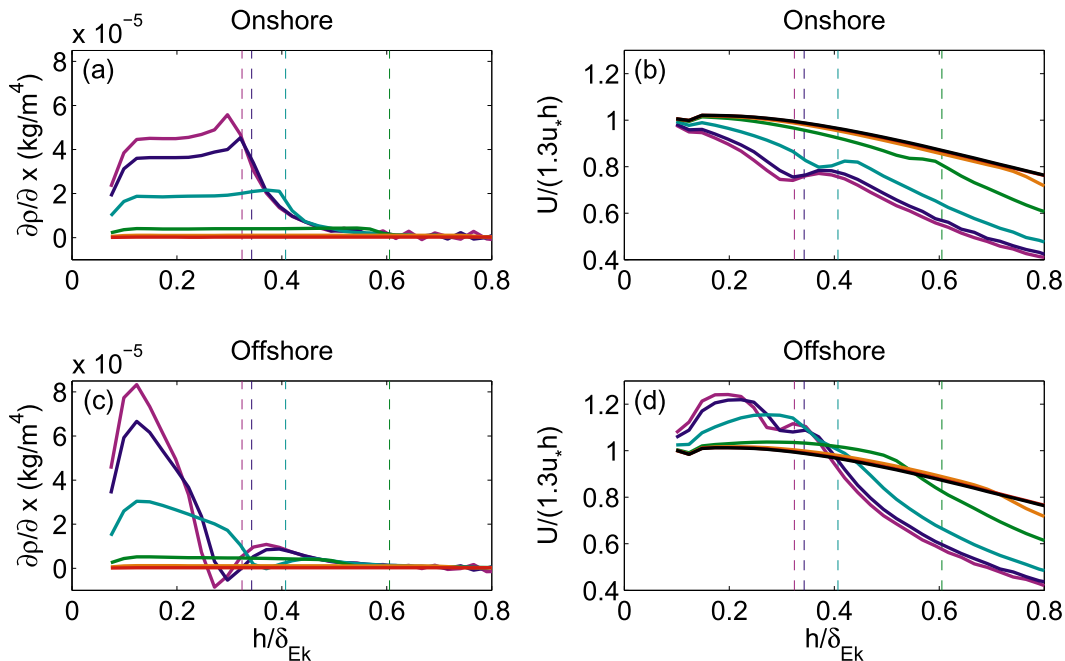 Onshore
Onshore
x 10⁻⁵
(a)
8
6
4
2
0
∂ρ/∂ x (kg/m⁴)
0 0.2 0.4 0.6 0.8
(b)
1.2
1
0.8
0.6
0.4
U/(1.3u*h)
0 0.2 0.4 0.6 0.8
Offshore
Offshore
x 10⁻⁵
(c)
8
6
4
2
0
∂ρ/∂ x (kg/m⁴)
0 0.2 0.4 0.6 0.8
h/δEk
(d)
1.2
1
0.8
0.6
0.4
U/(1.3u*h)
0 0.2 0.4 0.6 0.8
h/δEk